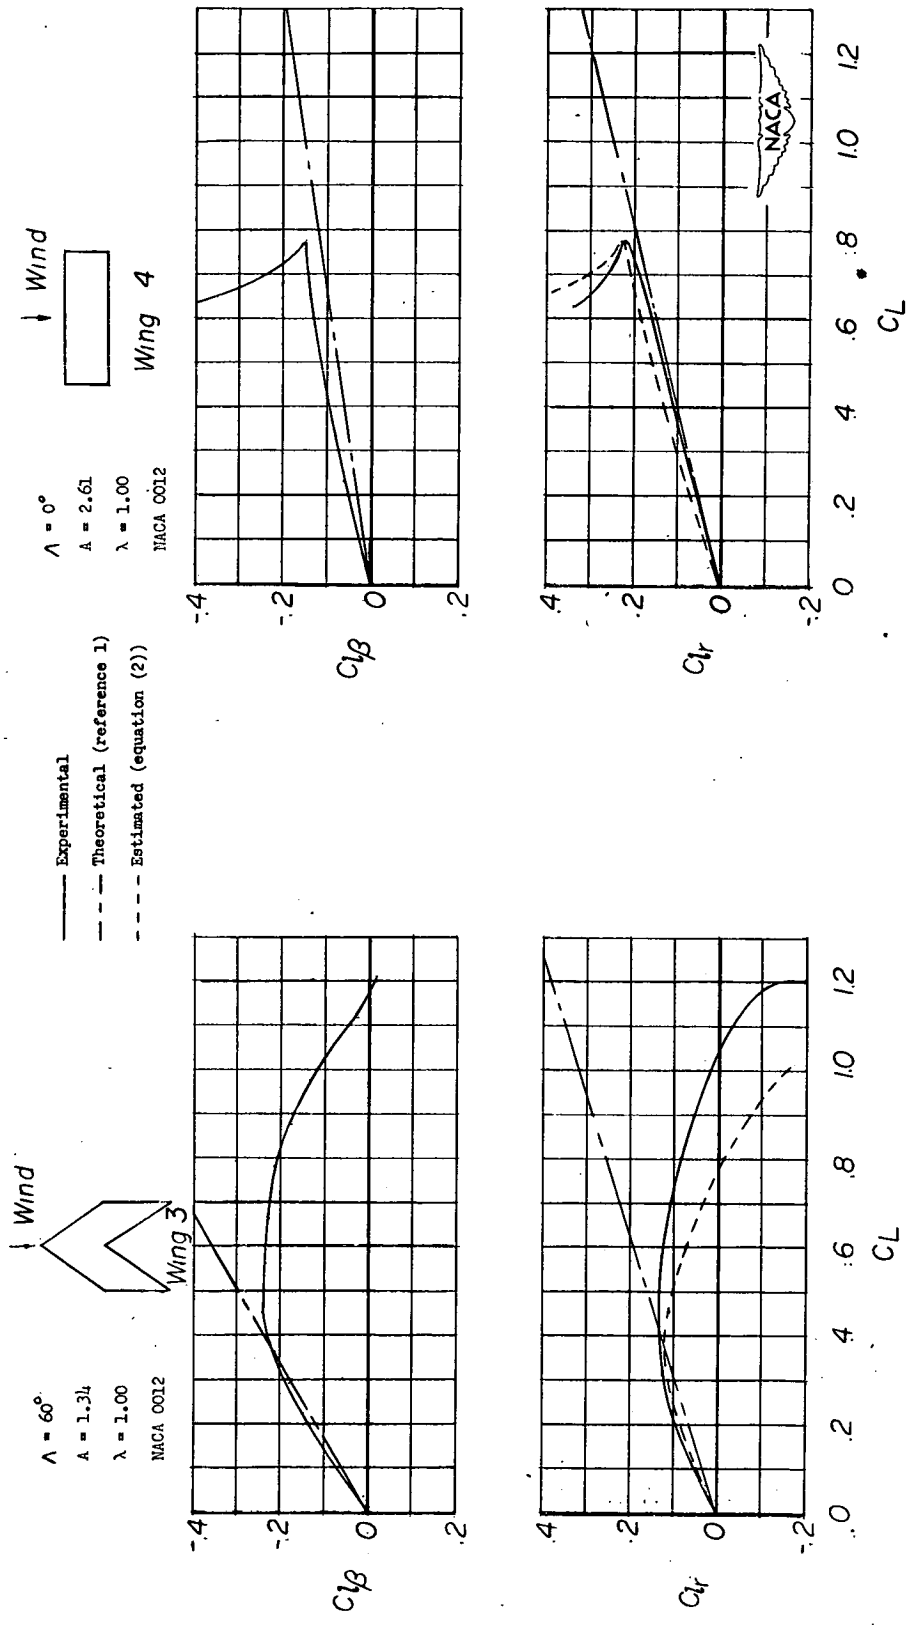 Λ = 60°
A = 1.34
λ = 1.00
NACA 0012
Wind
Wing 3
Experimental
Theoretical (reference 1)
Estimated (equation (2))
Λ = 0°
A = 2.61
λ = 1.00
NACA 0012
Wind
Wing 4
-.4
-.2
0
.2
Clβ
.4
.2
0
-.2
Clr
.0 .2 .4 .6 .8 1.0 1.2
CL
-.4
-.2
0
.2
Clβ
.4
.2
0
-.2
Clr
0 .2 .4 .6 .8 1.0 1.2
CL
NACA